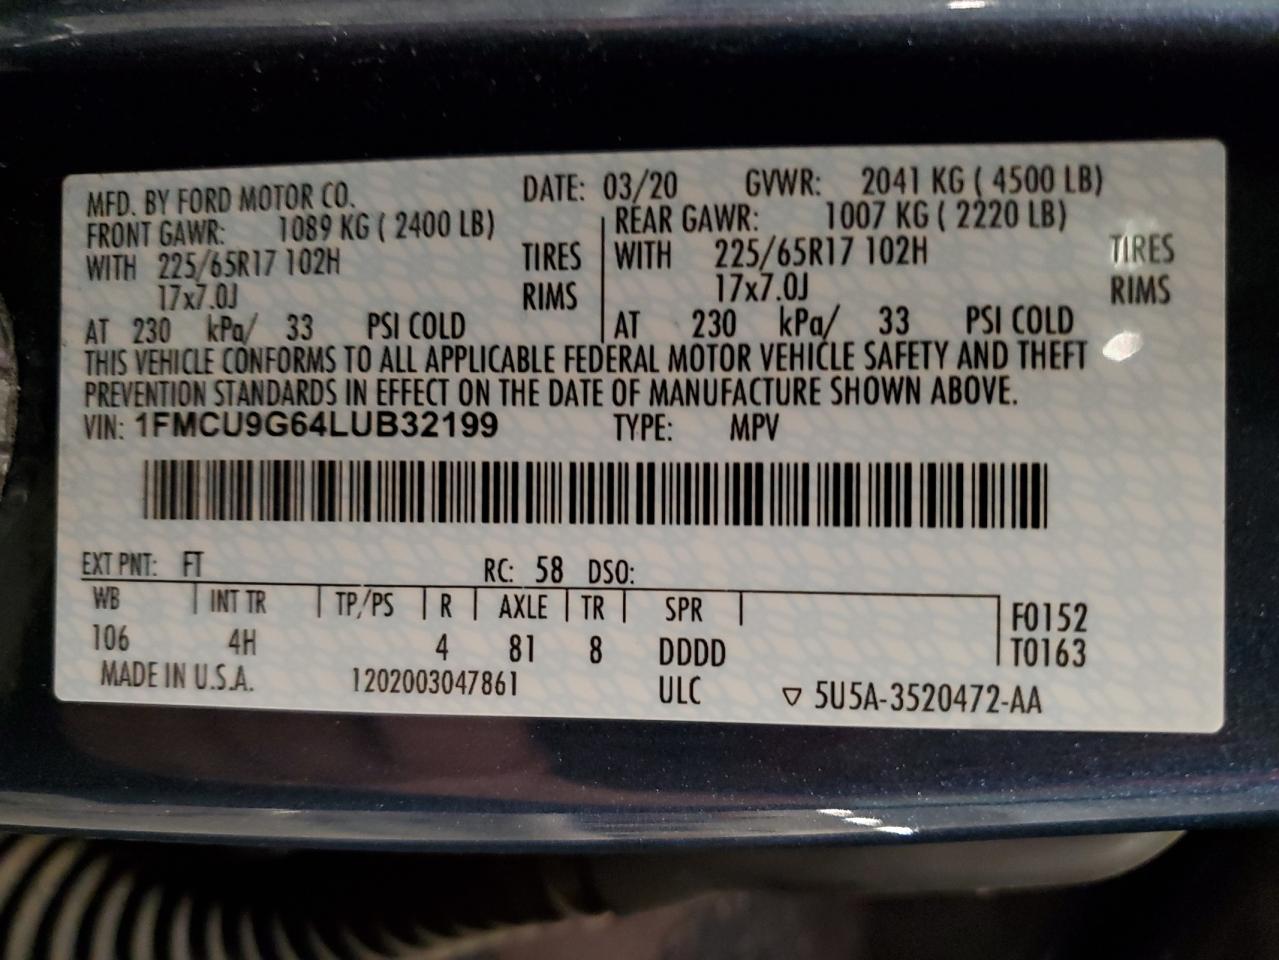 MFD. BY FORD MOTOR CO. DATE: 03/20 GVWR: 2041 KG ( 4500 LB)
FRONT GAWR: 1089 KG ( 2400 LB) REAR GAWR: 1007 KG ( 2220 LB)
WITH 225/65R17 102H TIRES WITH 225/65R17 102H TIRES
17x7.0J RIMS 17x7.0J RIMS
AT 230 kPa/ 33 PSI COLD AT 230 kPa/ 33 PSI COLD
THIS VEHICLE CONFORMS TO ALL APPLICABLE FEDERAL MOTOR VEHICLE SAFETY AND THEFT
PREVENTION STANDARDS IN EFFECT ON THE DATE OF MANUFACTURE SHOWN ABOVE.
VIN: 1FMCU9G64LUB32199 TYPE: MPV
EXT PNT: FT RC: 58 DSO:
WB INT TR TP/PS R AXLE TR SPR F0152
106 4H 4 81 8 DDDD T0163
MADE IN U.S.A. 1202003047861 ULC ▽ 5U5A-3520472-AA